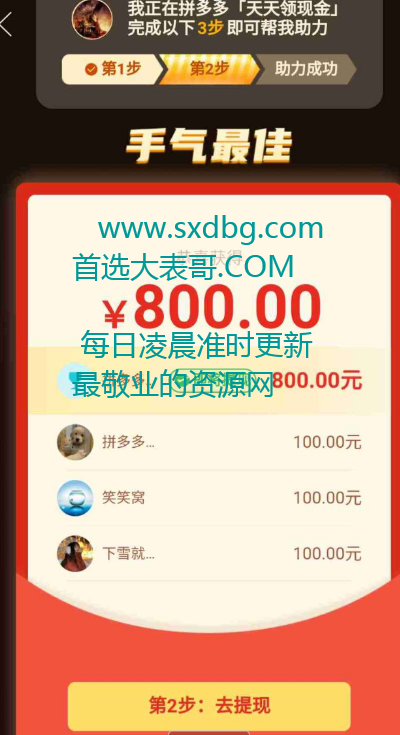 我正在拼多多「天天领现金」
完成以下3步即可帮我助力
第1步
第2步
助力成功
手气最佳
www.sxdbg.com
恭喜获得
首选大表哥.COM
￥800.00
每日凌晨准时更新
800.00元
最敬业的资源网
拼多多...
100.00元
笑笑窝
100.00元
下雪就...
100.00元
第2步：去提现